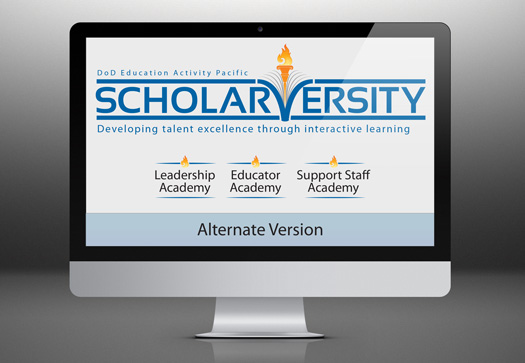 DoD Education Activity Pacific
SCHOLARVERSITY
Developing talent excellence through interactive learning
Leadership Academy
Educator Academy
Support Staff Academy
Alternate Version